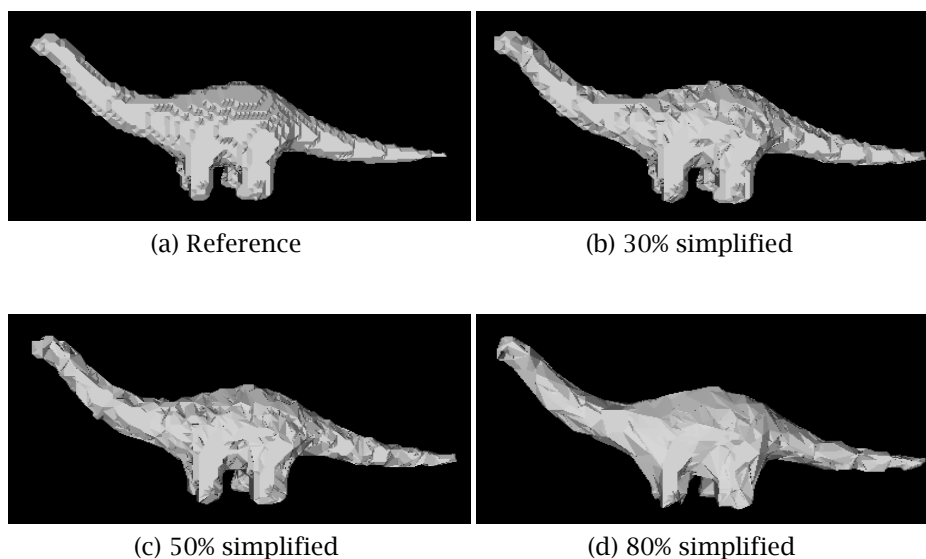 (a) Reference
(b) 30% simplified
(c) 50% simplified
(d) 80% simplified